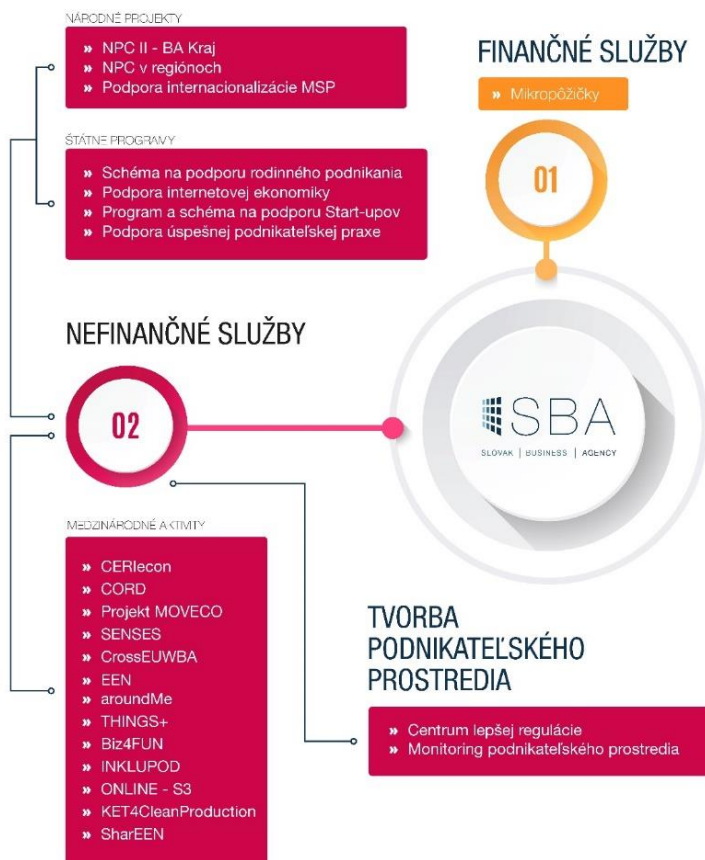 NÁRODNÉ PROJEKTY
» NPC II - BA Kraj
» NPC v regiónoch
» Podpora internacionalizácie MSP
ŠTÁTNE PROGRAMY
» Schéma na podporu rodinného podnikania
» Podpora internetovej ekonomiky
» Program a schéma na podporu Start-upov
» Podpora úspešnej podnikateľskej praxe
FINANČNÉ SLUŽBY
» Mikropôžičky
01
NEFINANČNÉ SLUŽBY
02
SBA
SLOVAK | BUSINESS | AGENCY
MEDZINÁRODNÉ AKTIVITY
» CERIecon
» CORD
» Projekt MOVECO
» SENSES
» CrossEUWBA
» EEN
» aroundMe
» THINGS+
» Biz4FUN
» INKLUPOD
» ONLINE - S3
» KET4CleanProduction
» SharEEN
TVORBA
PODNIKATEĽSKÉHO
PROSTREDIA
» Centrum lepšej regulácie
» Monitoring podnikateľského prostredia